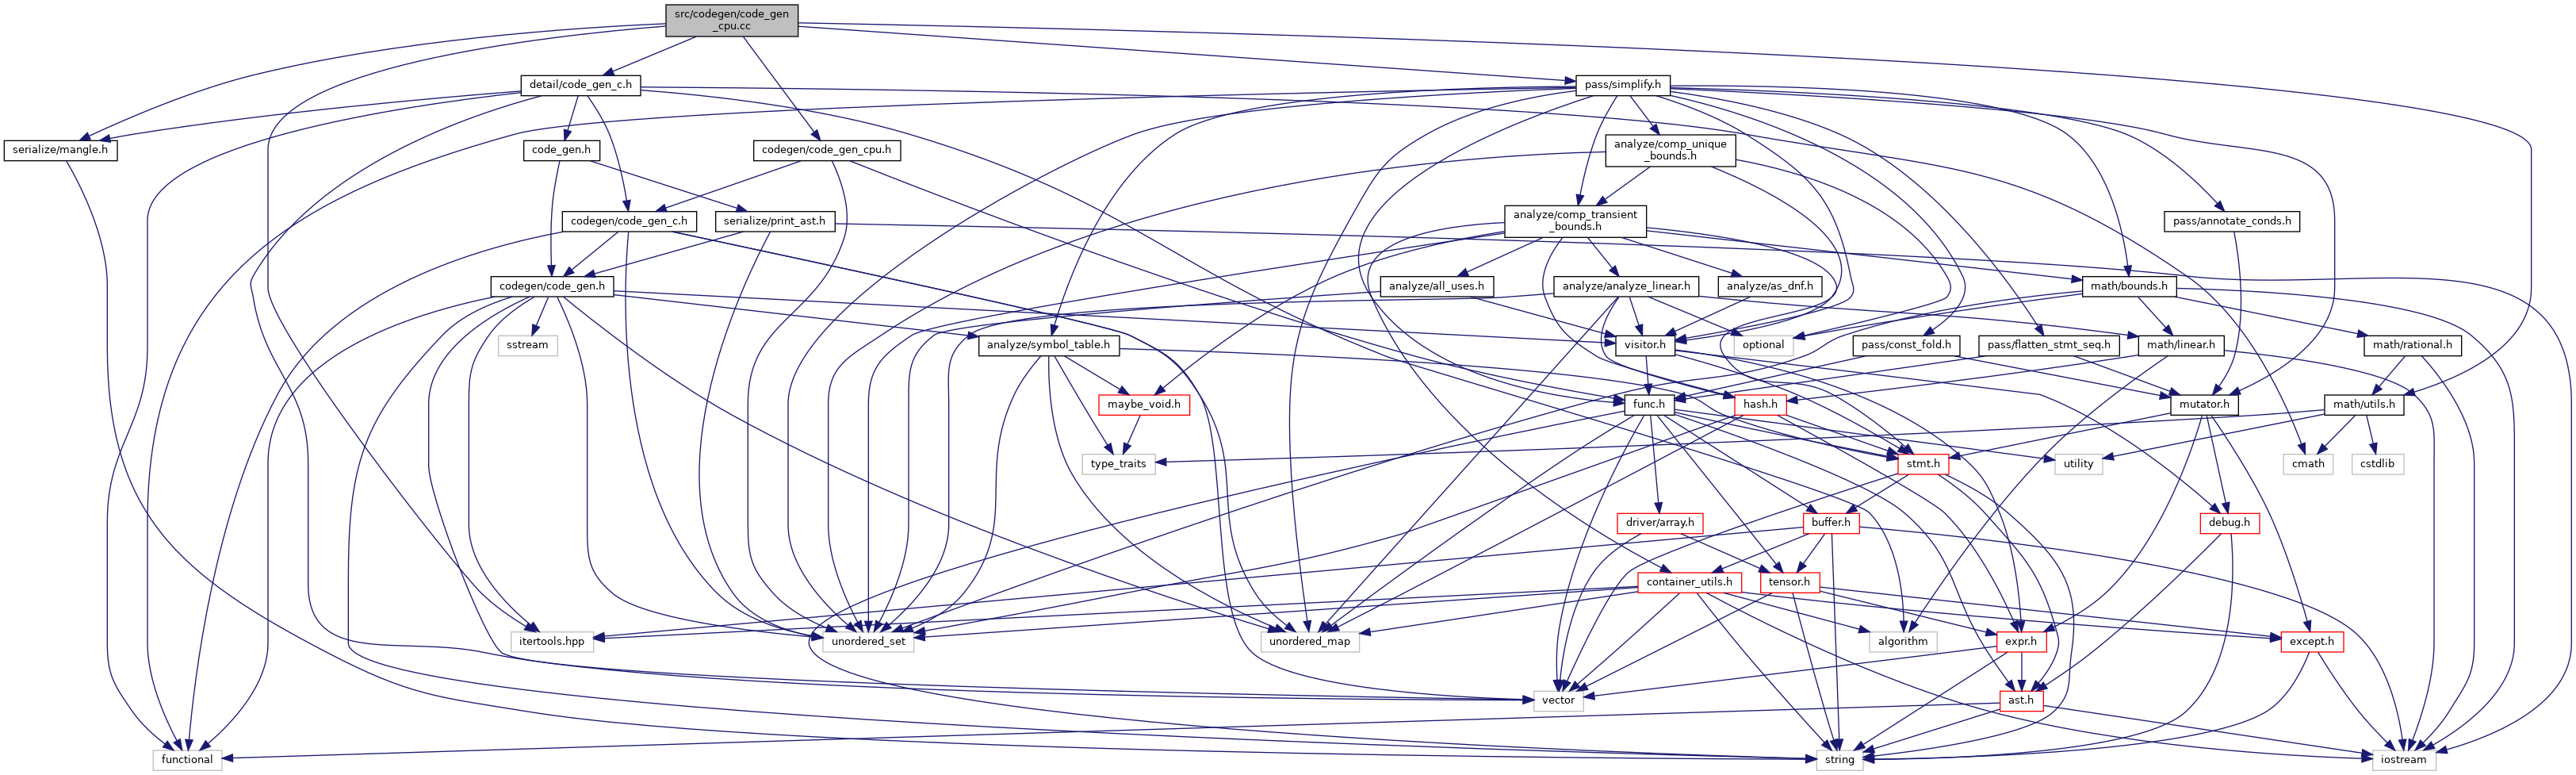 src/codegen/code_gen
_cpu.cc
detail/code_gen_c.h
pass/simplify.h
serialize/mangle.h
code_gen.h
codegen/code_gen_cpu.h
analyze/comp_unique
_bounds.h
codegen/code_gen_c.h
serialize/print_ast.h
analyze/comp_transient
_bounds.h
pass/annotate_conds.h
codegen/code_gen.h
analyze/all_uses.h
analyze/analyze_linear.h
analyze/as_dnf.h
math/bounds.h
sstream
analyze/symbol_table.h
visitor.h
optional
pass/const_fold.h
pass/flatten_stmt_seq.h
math/linear.h
math/rational.h
maybe_void.h
func.h
hash.h
mutator.h
math/utils.h
type_traits
stmt.h
utility
cmath
cstdlib
driver/array.h
buffer.h
debug.h
container_utils.h
tensor.h
itertools.hpp
unordered_set
unordered_map
algorithm
expr.h
except.h
vector
ast.h
functional
string
iostream